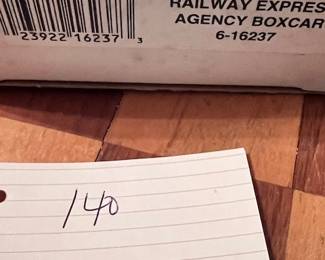 RAILWAY EXPRES
AGENCY BOXCAR
6-16237
23922 16237 3
140